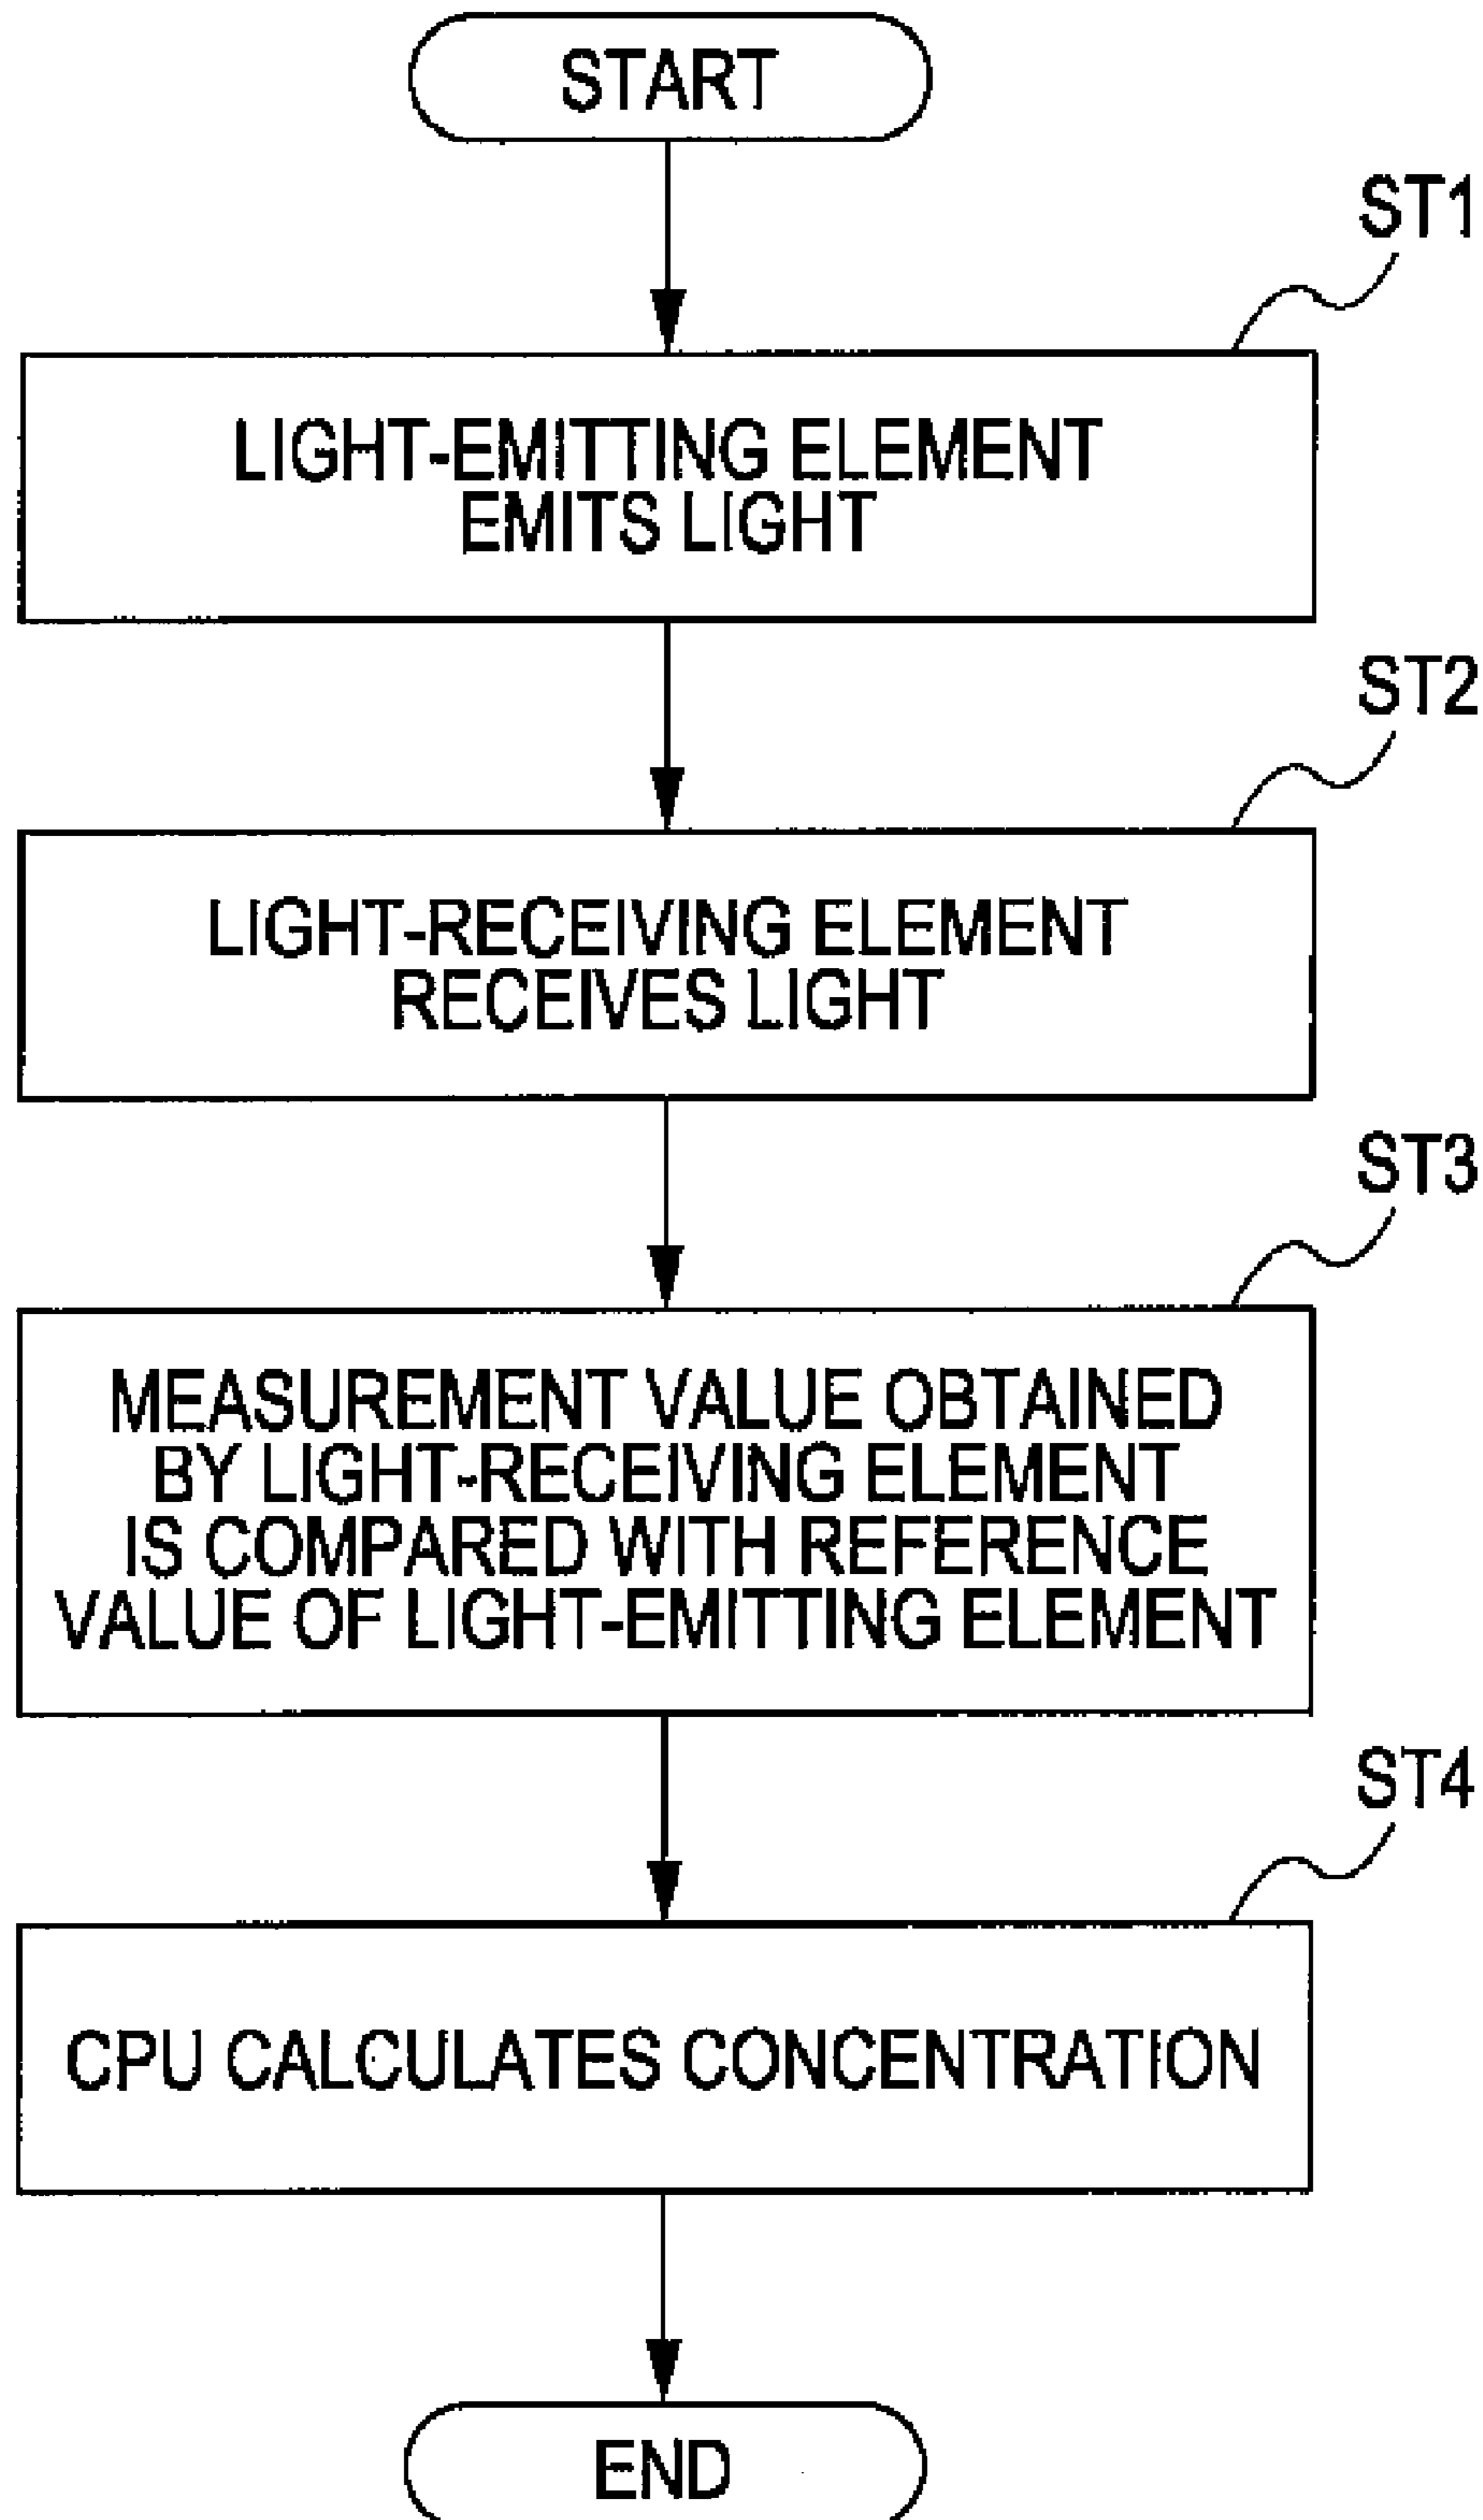 START
ST1
LIGHT-EMITTING ELEMENT
EMITS LIGHT
ST2
LIGHT-RECEIVING ELEMENT
RECEIVES LIGHT
ST3
MEASUREMENT VALUE OBTAINED
BY LIGHT-RECEIVING ELEMENT
IS COMPARED WITH REFERENCE
VALUE OF LIGHT-EMITTING ELEMENT
ST4
CPU CALCULATES CONCENTRATION
END